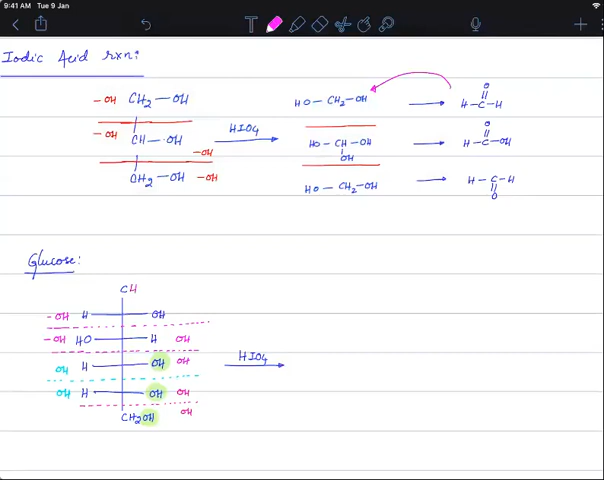 9:41 AM Tue 9 Jan
Iodic Acid rxn:
-OH CH2-OH
HO-CH2-OH → H-C-H
O
-OH CH-OH
HIO4
-OH
HO-CH-OH → H-C-OH
OH
O
CH2-OH -OH
HO-CH2-OH → H-C-H
O
Glucose:
CH
-OH H OH
-OH HO H OH
OH H OH OH
HIO4
OH H OH OH
CH2OH OH